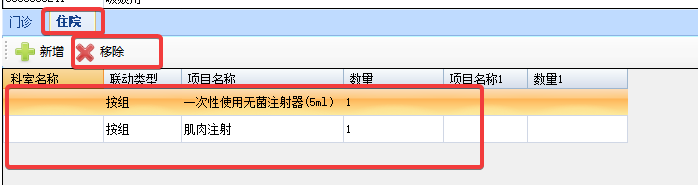 门诊 住院
新增 移除
科室名称 联动类型 项目名称 数量 项目名称1 数量1
按组 一次性使用无菌注射器(5ml) 1
按组 肌肉注射 1